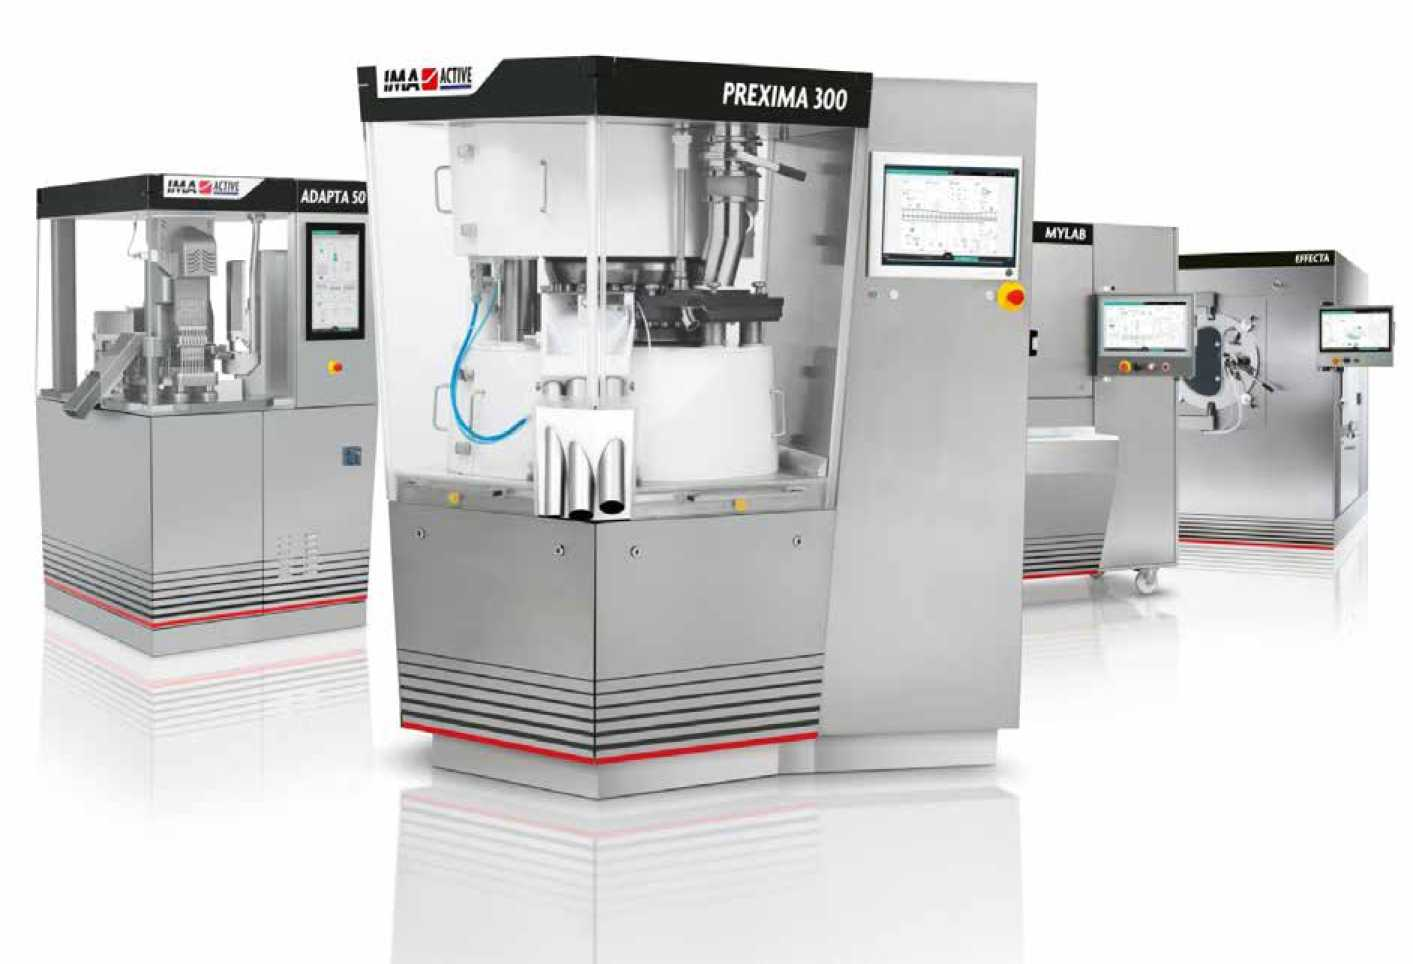 IMA ACTIVE
ADAPTA 50
IMA ACTIVE
PREXIMA 300
MYLAB
EFFECTA